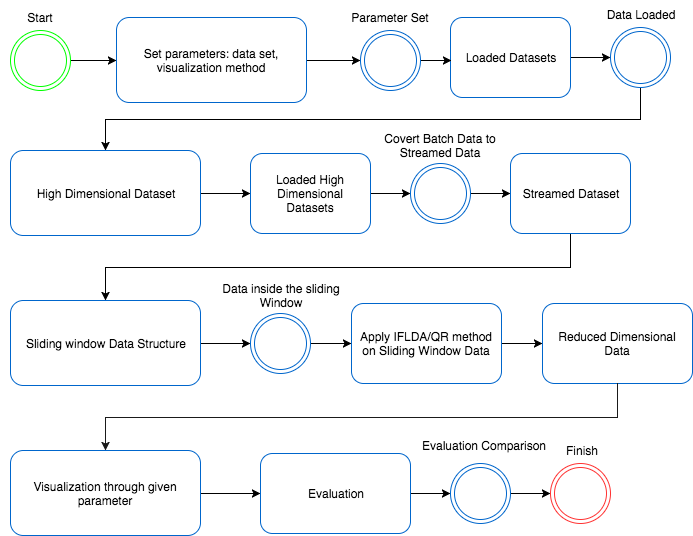 Start
Set parameters: data set,
visualization method
Parameter Set
Loaded Datasets
Data Loaded
High Dimensional Dataset
Loaded High
Dimensional
Datasets
Covert Batch Data to
Streamed Data
Streamed Dataset
Sliding window Data Structure
Data inside the sliding
Window
Apply IFLDA/QR method
on Sliding Window Data
Reduced Dimensional
Data
Visualization through given
parameter
Evaluation
Evaluation Comparison
Finish